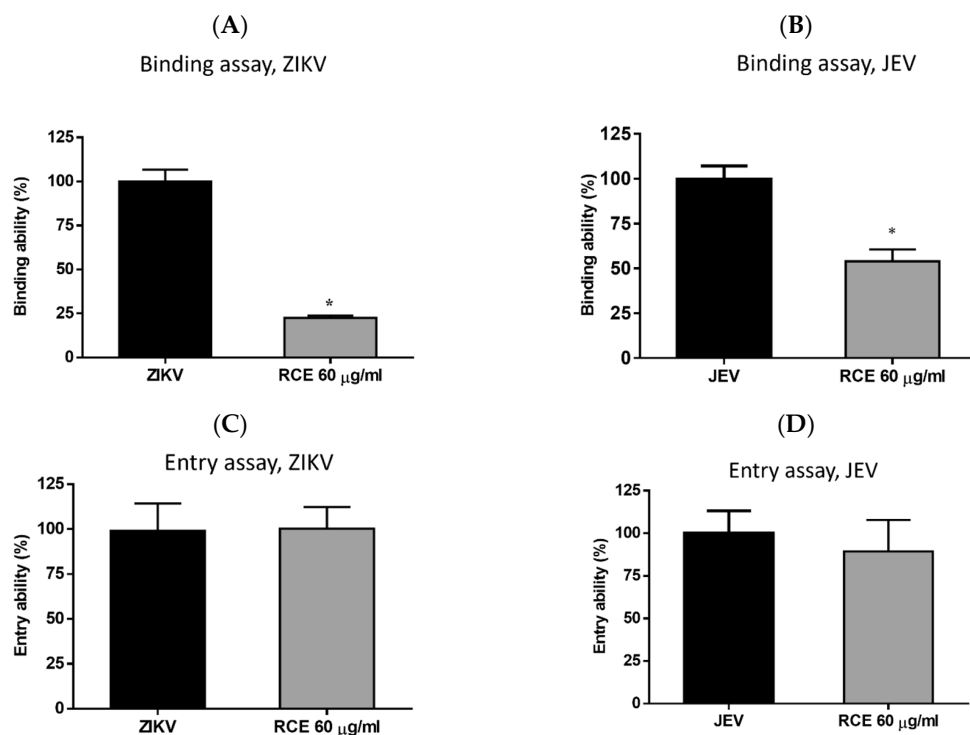 (A)
Binding assay, ZIKV
Binding ability (%)
125
100
75
50
25
0
*
ZIKV
RCE 60 μg/ml
(B)
Binding assay, JEV
Binding ability (%)
125
100
75
50
25
0
*
JEV
RCE 60 μg/ml
(C)
Entry assay, ZIKV
Entry ability (%)
125
100
75
50
25
0
ZIKV
RCE 60 μg/ml
(D)
Entry assay, JEV
Entry ability (%)
125
100
75
50
25
0
JEV
RCE 60 μg/ml